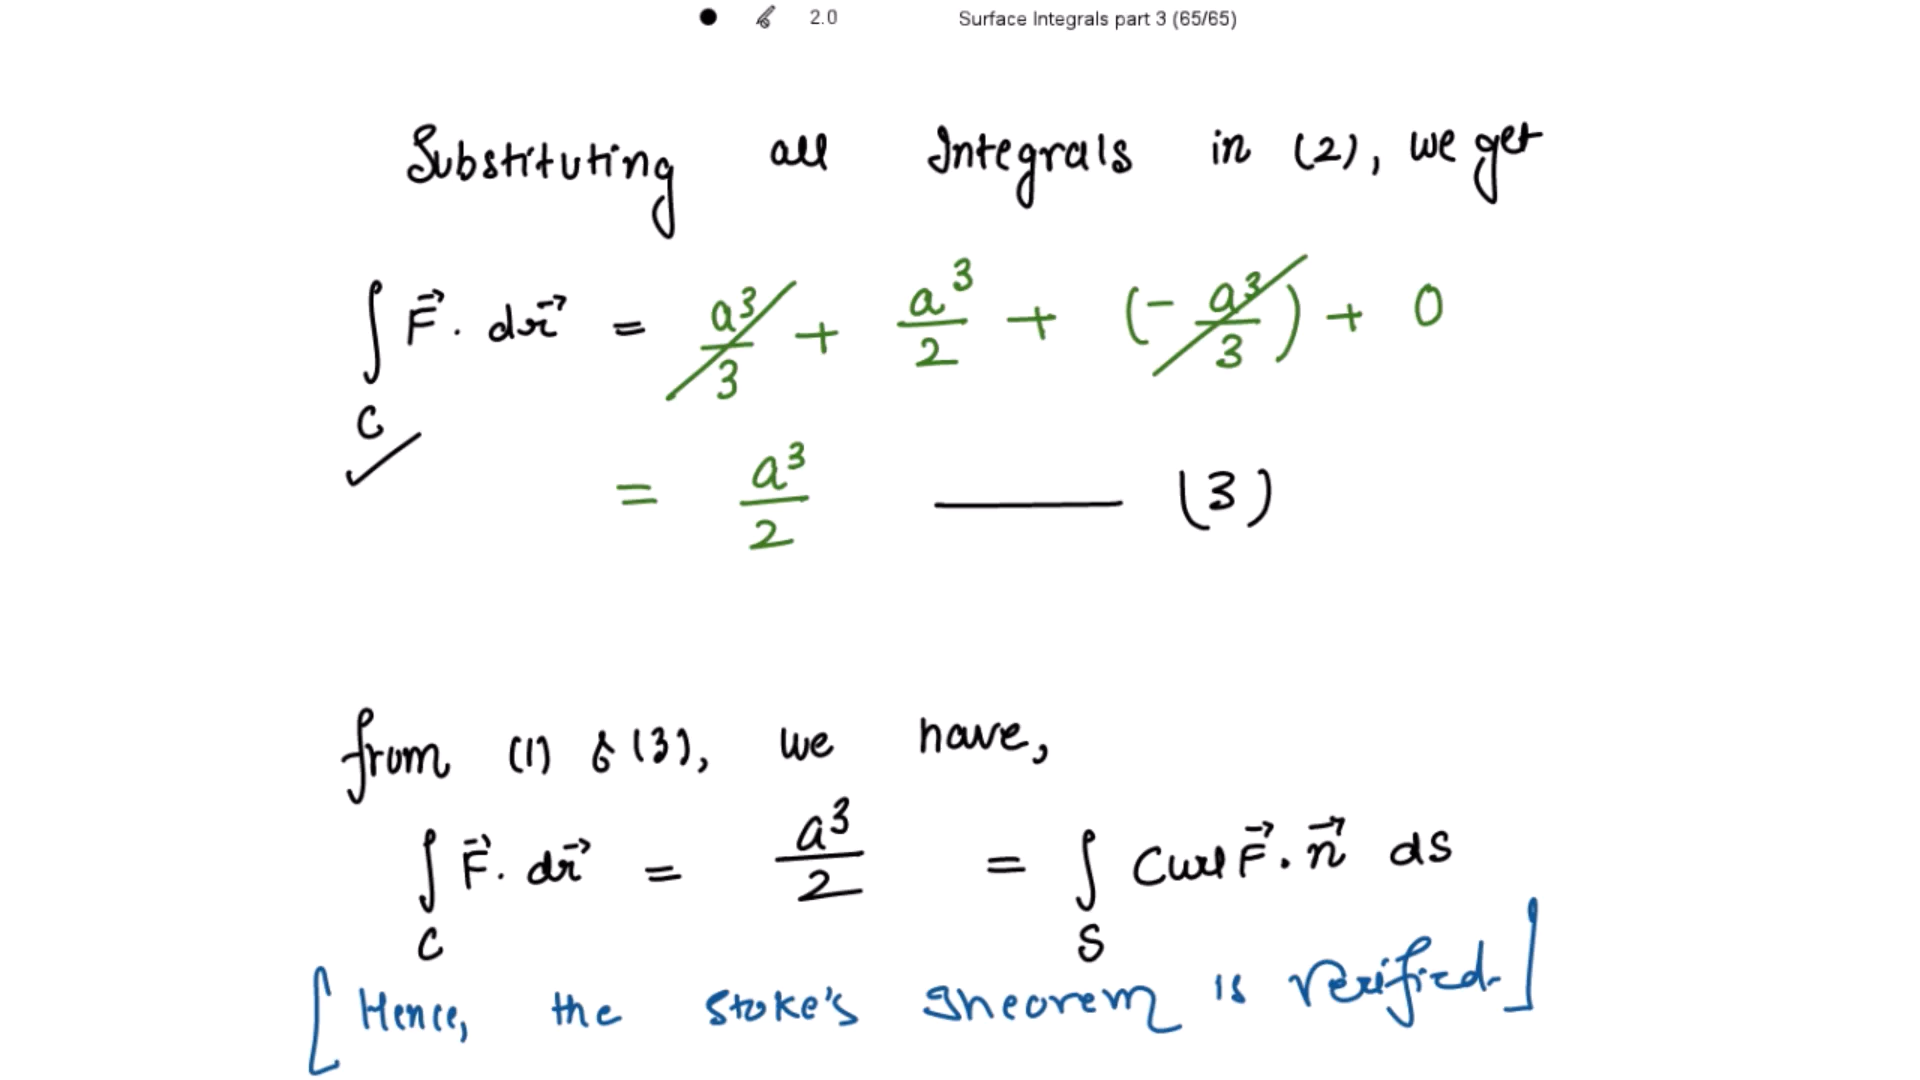 2.0 Surface Integrals part 3 (65/65)
Substituting all Integrals in (2), we get
∫_C F⃗ . dr⃗ = a³/3 + a³/2 + (- a³/3) + 0
= a³/2 ——— (3)
from (1) & (3), we have,
∫_C F⃗ . dr⃗ = a³/2 = ∫_S Curl F⃗ . n⃗ ds
[Hence, the Stoke's Theorem is Verified.]